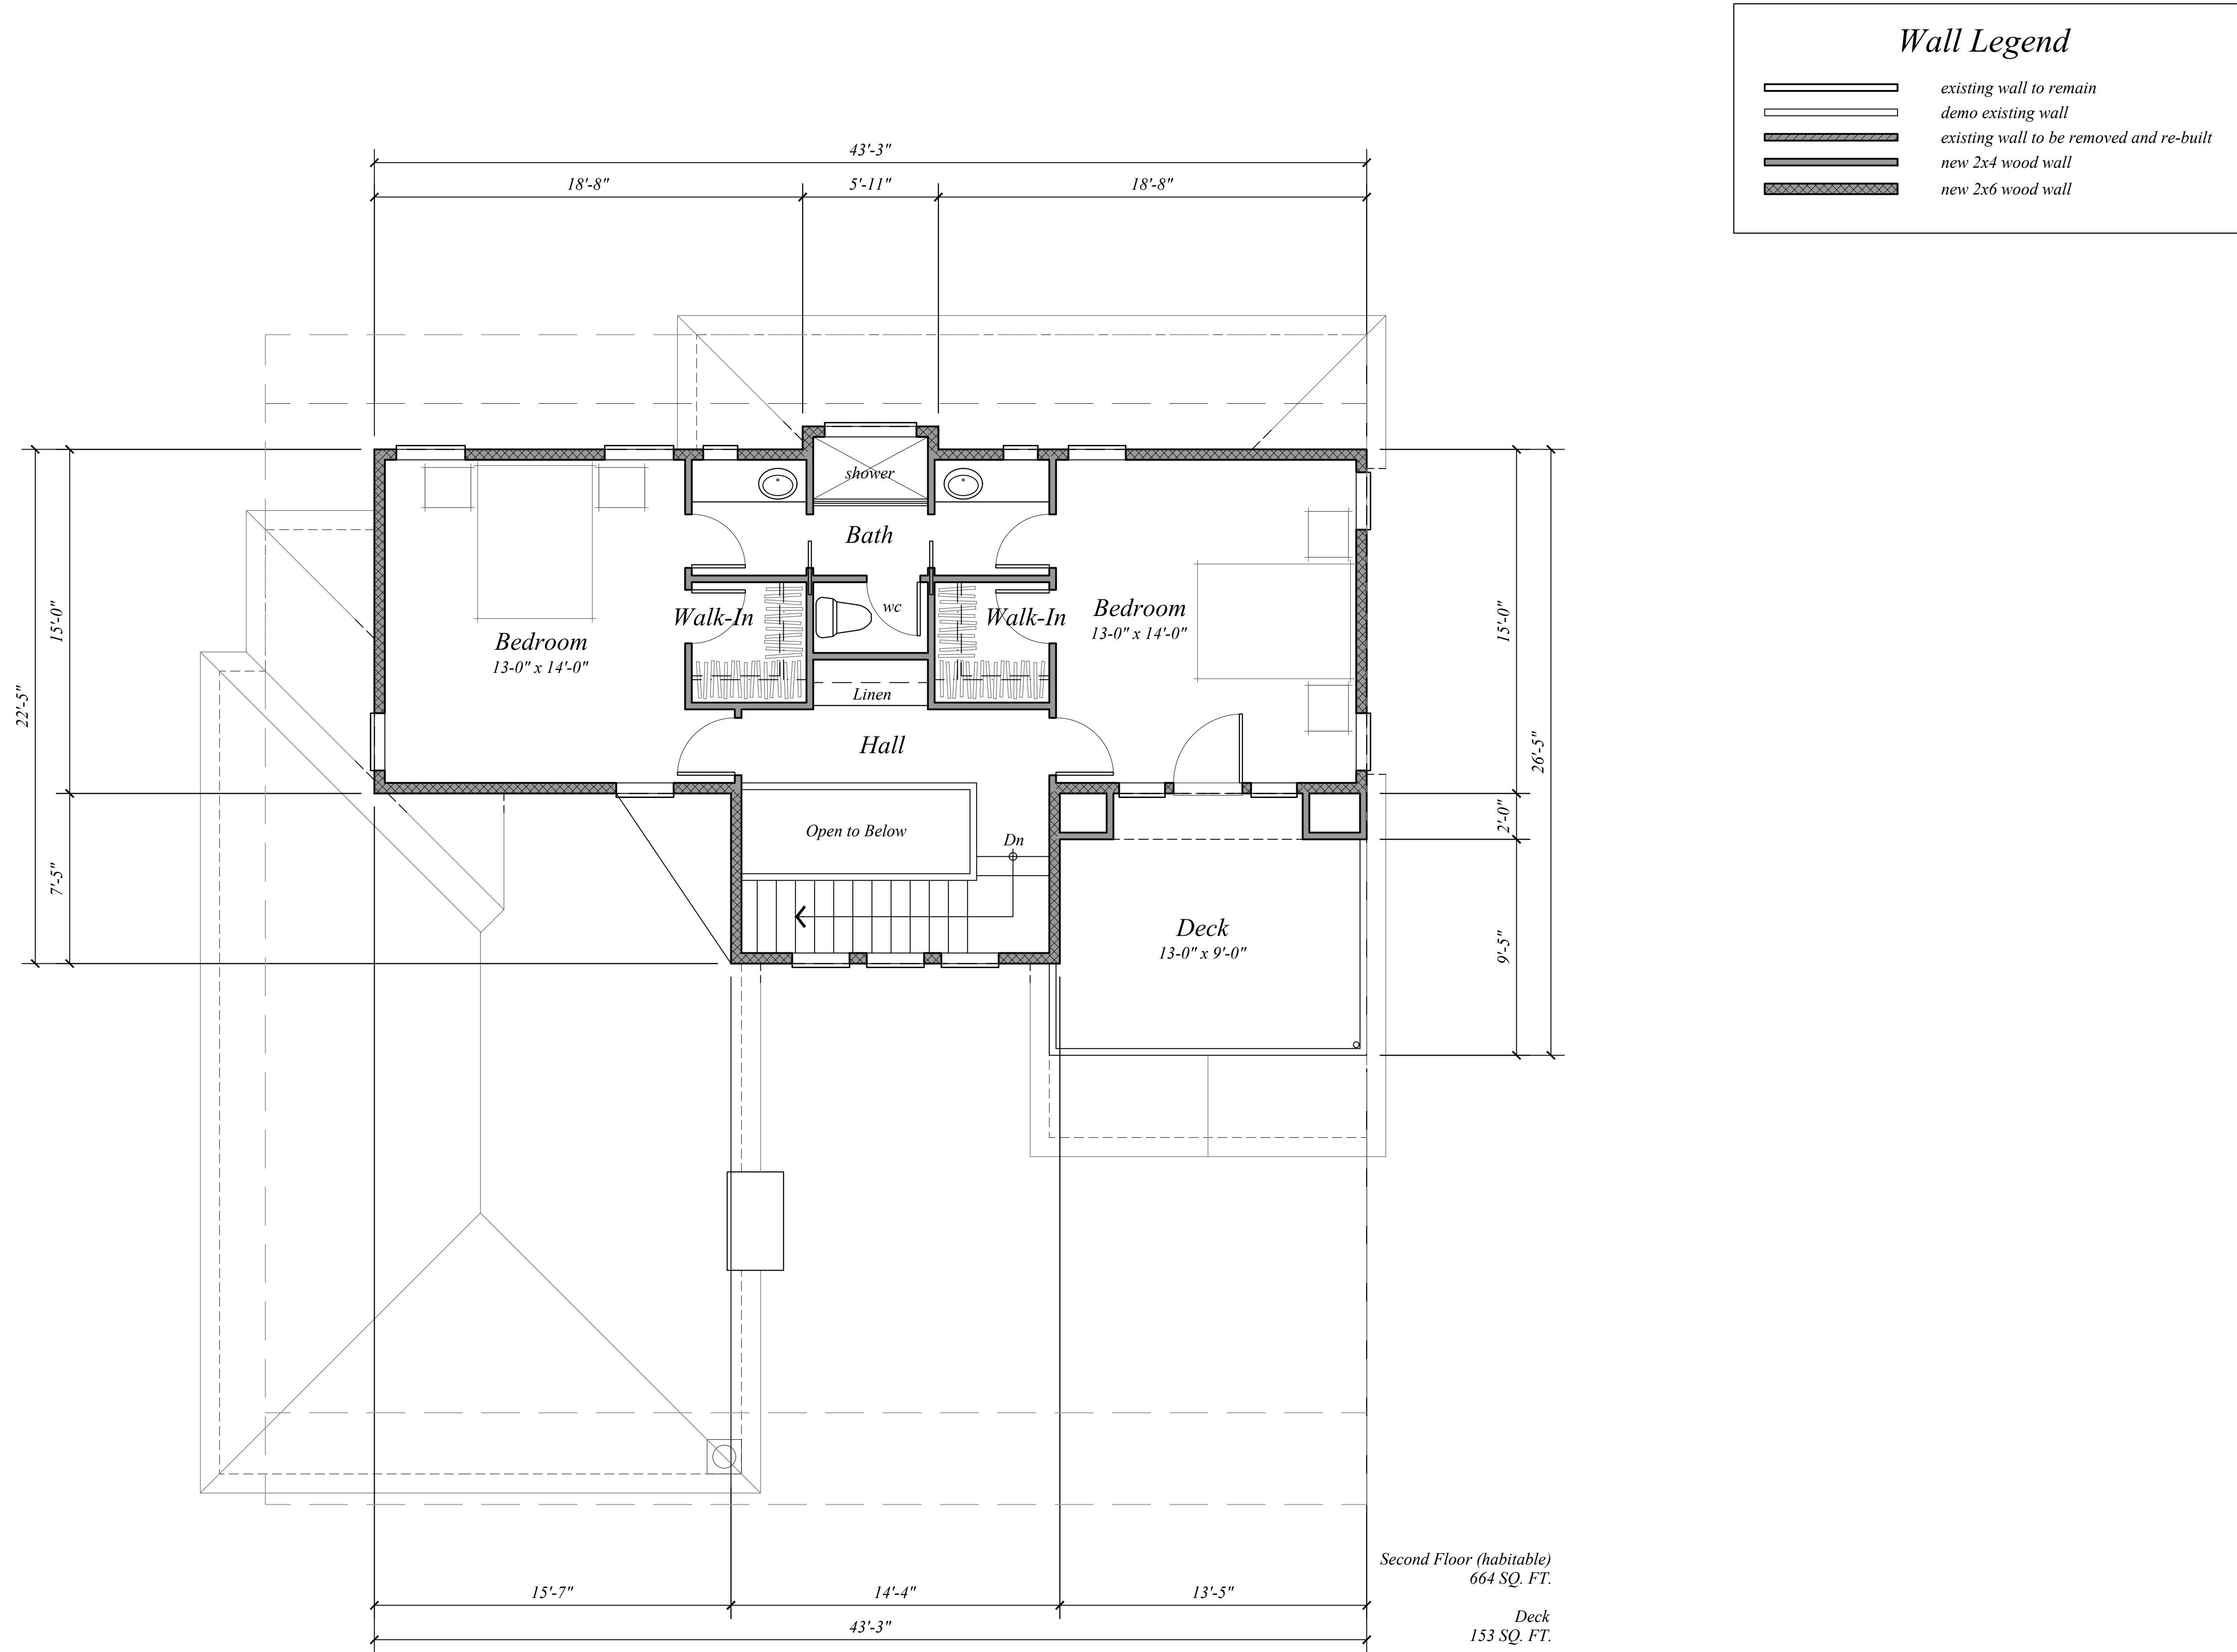 Wall Legend
existing wall to remain
demo existing wall
existing wall to be removed and re-built
new 2x4 wood wall
new 2x6 wood wall
43'-3"
18'-8"
5'-11"
18'-8"
shower
Bath
wc
Walk-In
Walk-In
Bedroom
13-0" x 14'-0"
Bedroom
13-0" x 14'-0"
Linen
Hall
Open to Below
Dn
Deck
13-0" x 9'-0"
22'-5"
15'-0"
7'-5"
15'-0"
2'-0"
9'-5"
26'-5"
15'-7"
14'-4"
13'-5"
43'-3"
Second Floor (habitable)
664 SQ. FT.
Deck
153 SQ. FT.